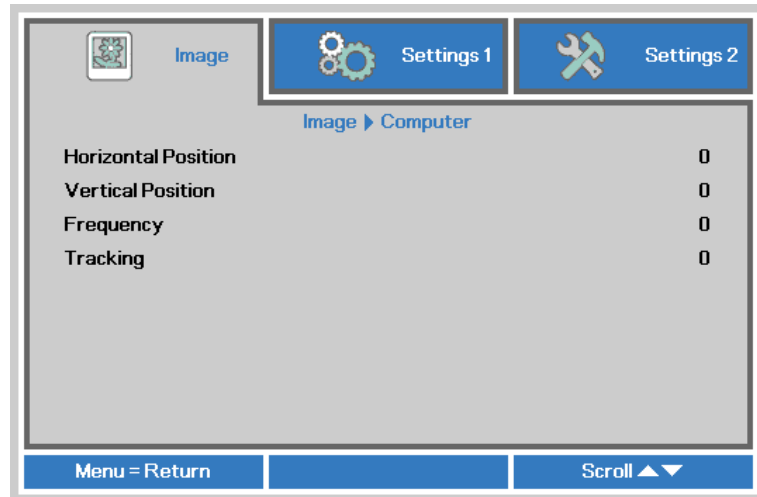 Image Settings 1 Settings 2
Image ▶ Computer
Horizontal Position 0
Vertical Position 0
Frequency 0
Tracking 0
Menu = Return Scroll ▲▼